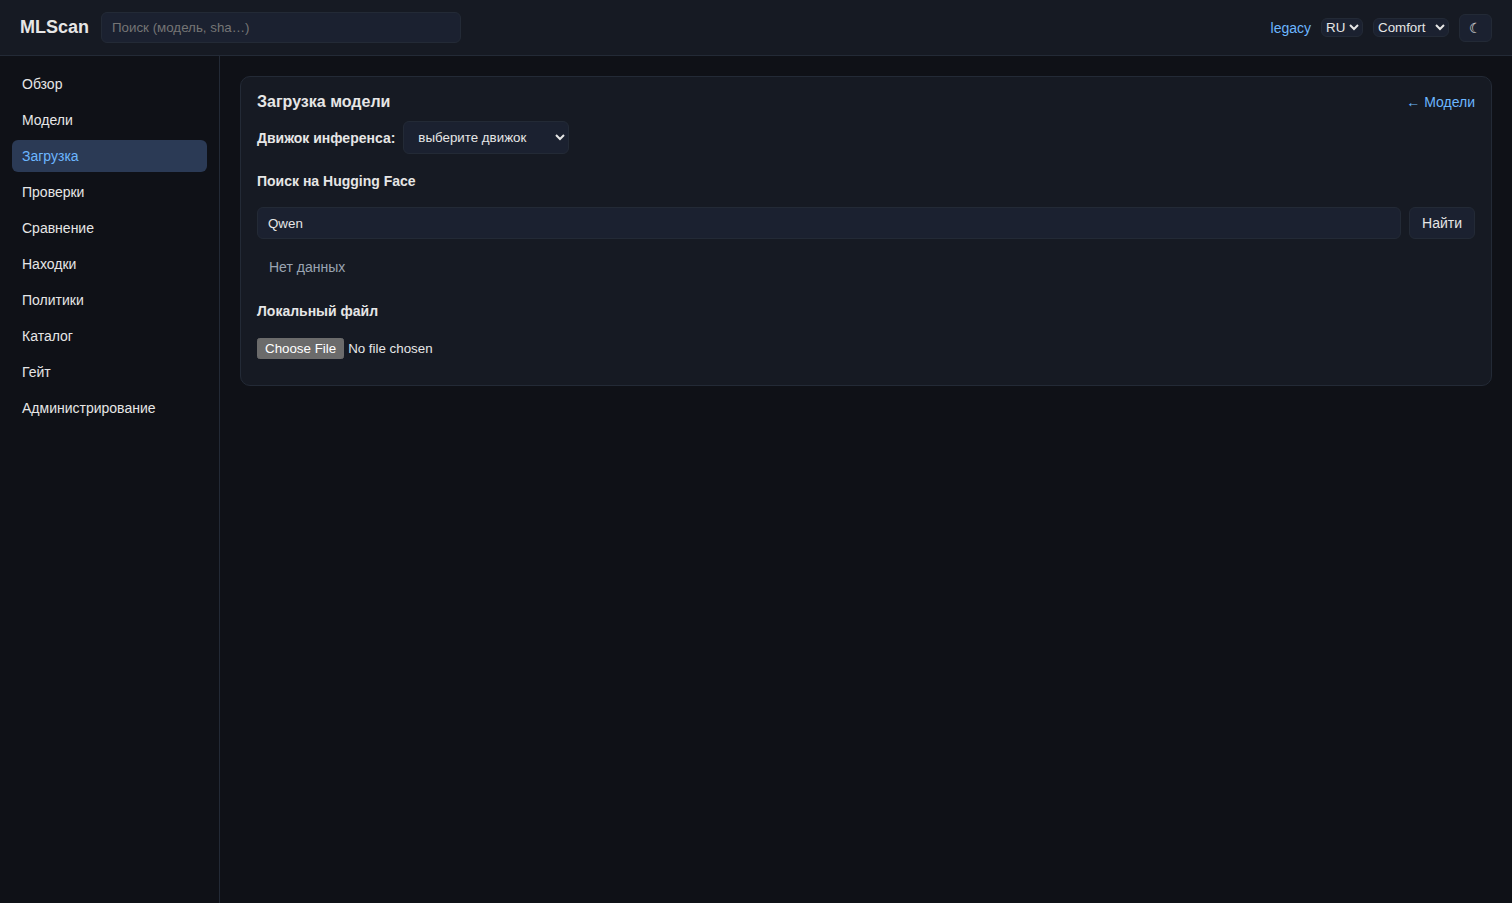 MLScan
Поиск (модель, sha…)
legacy
RU
Comfort
☾
Обзор
Модели
Загрузка
Проверки
Сравнение
Находки
Политики
Каталог
Гейт
Администрирование
Загрузка модели
← Модели
Движок инференса: выберите движок
Поиск на Hugging Face
Qwen
Найти
Нет данных
Локальный файл
Choose File No file chosen